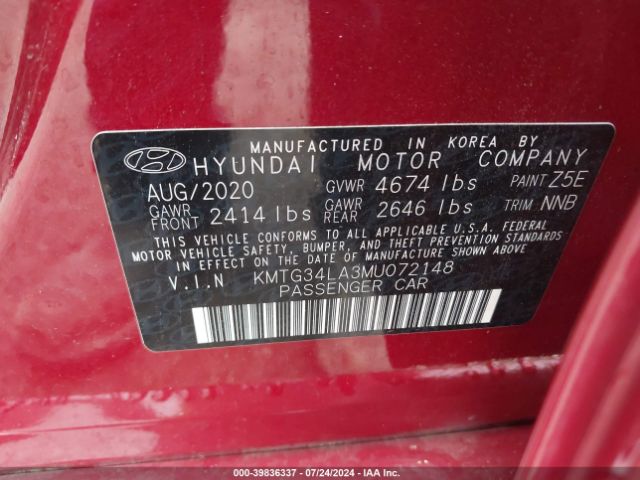 MANUFACTURED IN KOREA BY
HYUNDAI MOTOR COMPANY
AUG/2020 GVWR 4674 lbs PAINT Z5E
GAWR FRONT 2414 lbs GAWR REAR 2646 lbs TRIM NNB
THIS VEHICLE CONFORMS TO ALL APPLICABLE U.S.A. FEDERAL
MOTOR VEHICLE SAFETY, BUMPER, AND THEFT PREVENTION STANDARDS
IN EFFECT ON THE DATE OF MANUFACTURE SHOWN ABOVE
V.I.N KMTG34LA3MU072148
PASSENGER CAR
000-39836337 - 07/24/2024 - IAA Inc.